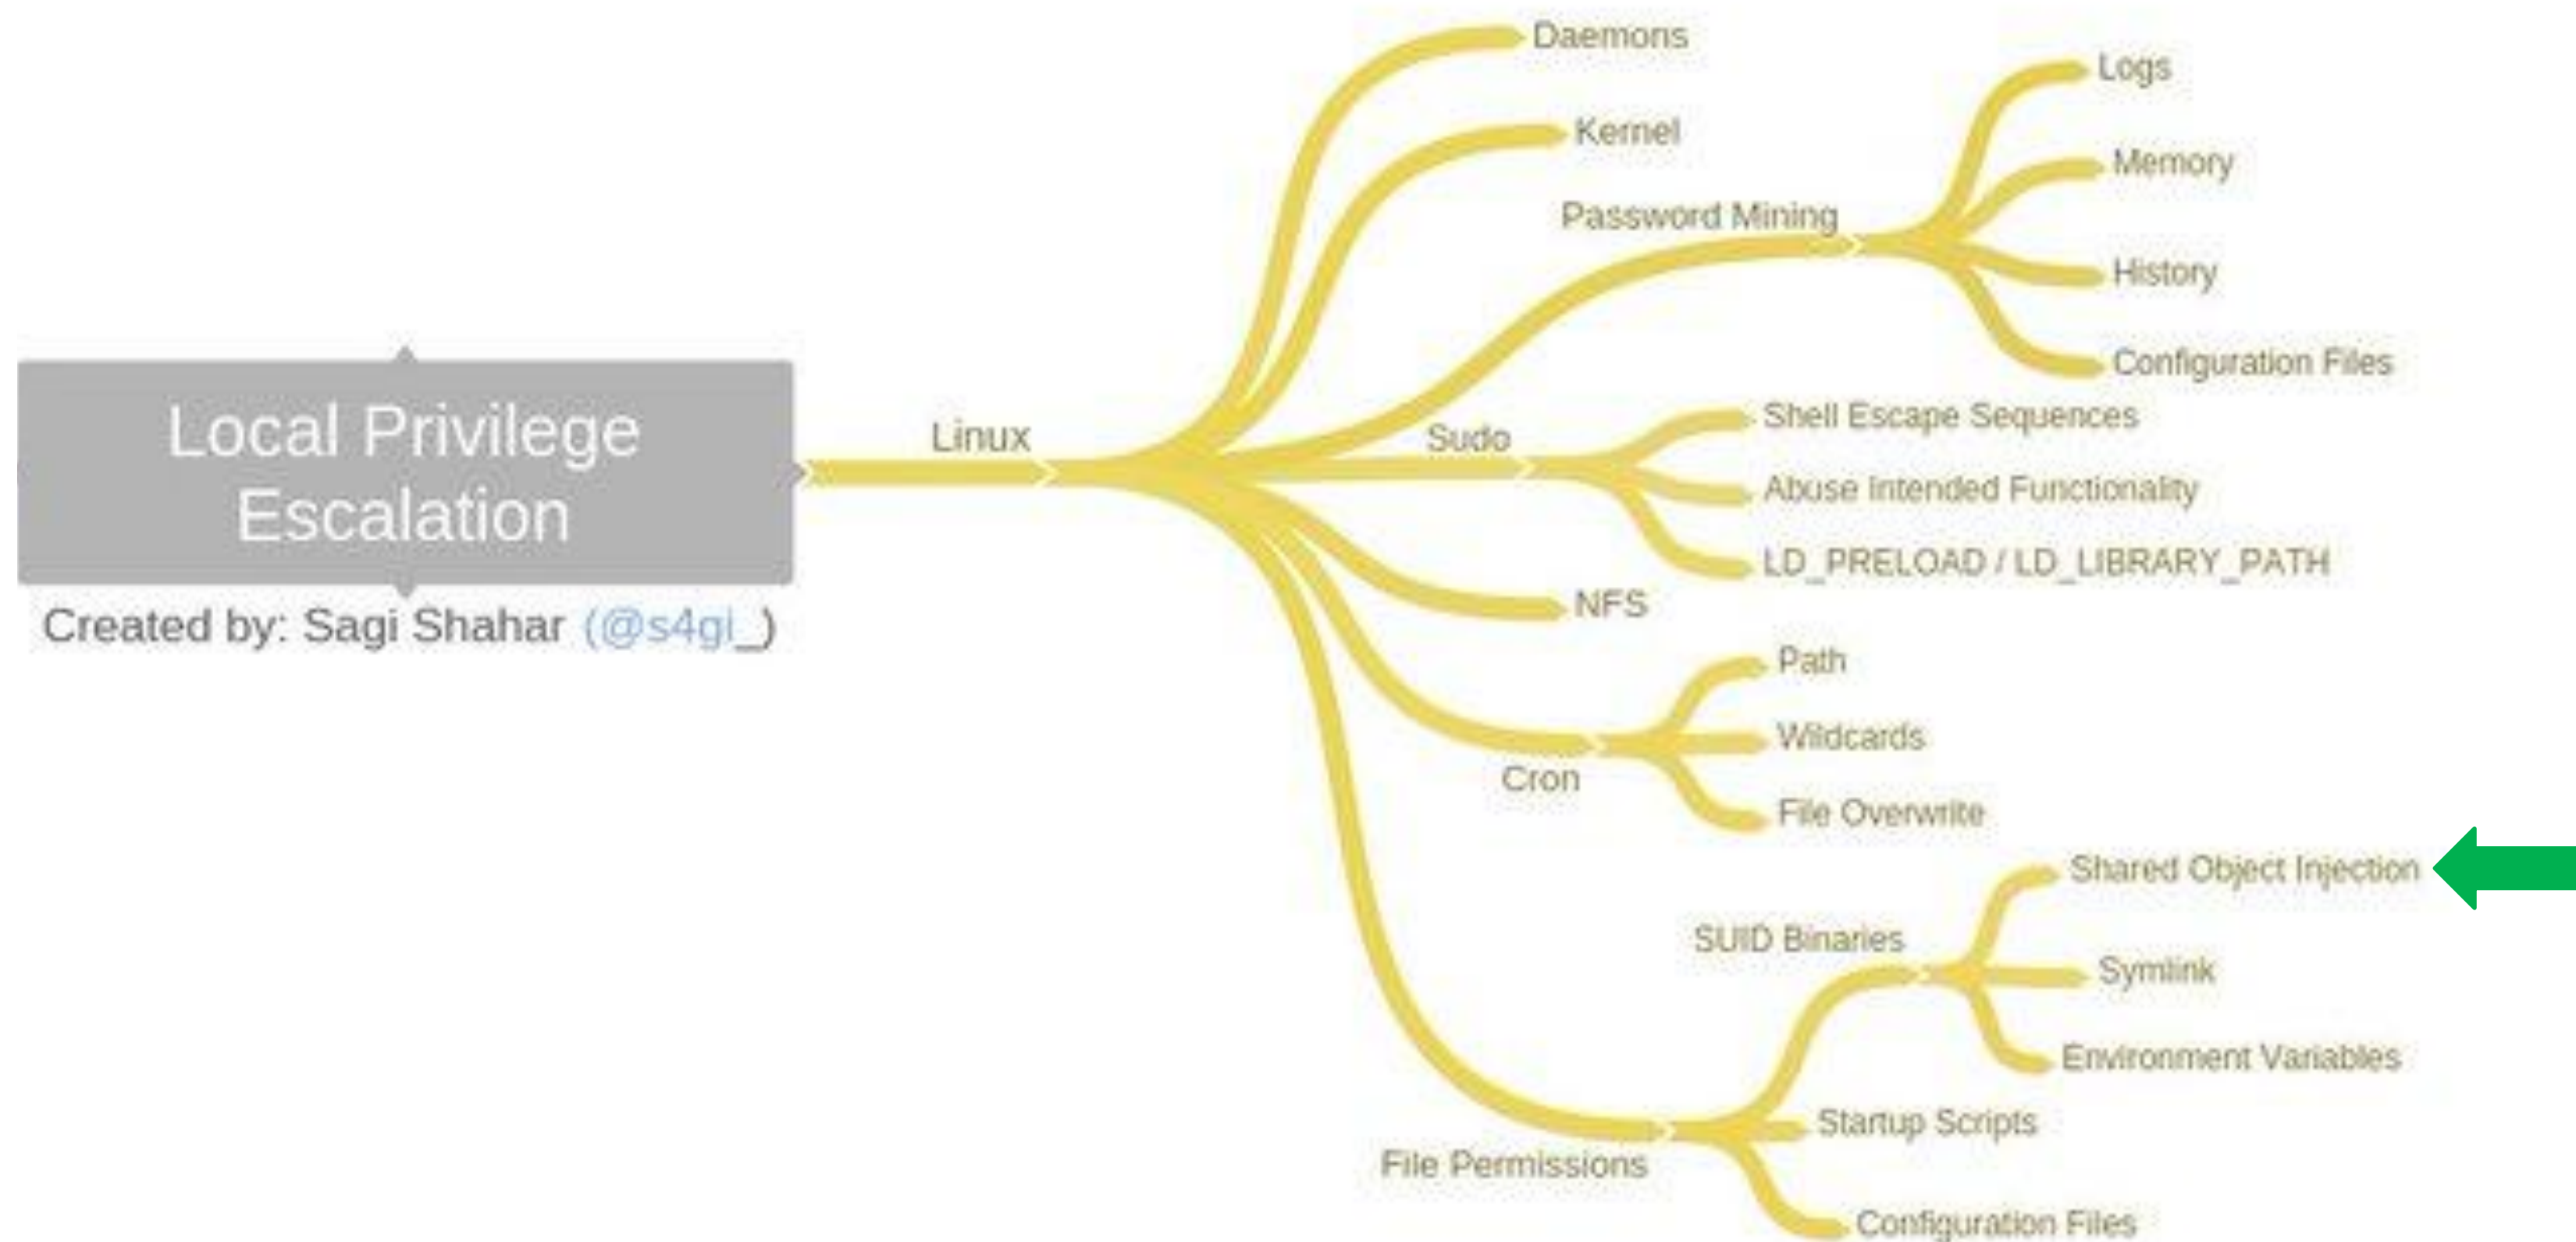 Local Privilege
Escalation
Created by: Sagi Shahar (@s4gi_)
Linux
Daemons
Kernel
Password Mining
Logs
Memory
History
Configuration Files
Sudo
Shell Escape Sequences
Abuse Intended Functionality
LD_PRELOAD / LD_LIBRARY_PATH
NFS
Cron
Path
Wildcards
File Overwrite
File Permissions
SUID Binaries
Shared Object Injection
Symlink
Environment Variables
Startup Scripts
Configuration Files